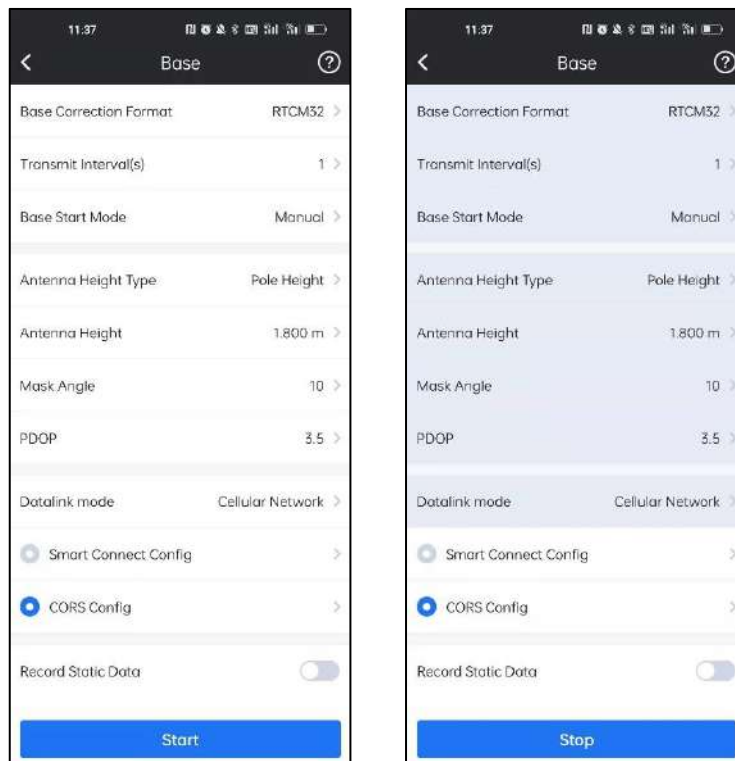 11:37
Base
Base Correction Format RTCM32
Transmit Interval(s) 1
Base Start Mode Manual
Antenna Height Type Pole Height
Antenna Height 1.800 m
Mask Angle 10
PDOP 3.5
Datalink mode Cellular Network
Smart Connect Config
CORS Config
Record Static Data
Start
11:37
Base
Base Correction Format RTCM32
Transmit Interval(s) 1
Base Start Mode Manual
Antenna Height Type Pole Height
Antenna Height 1.800 m
Mask Angle 10
PDOP 3.5
Datalink mode Cellular Network
Smart Connect Config
CORS Config
Record Static Data
Stop